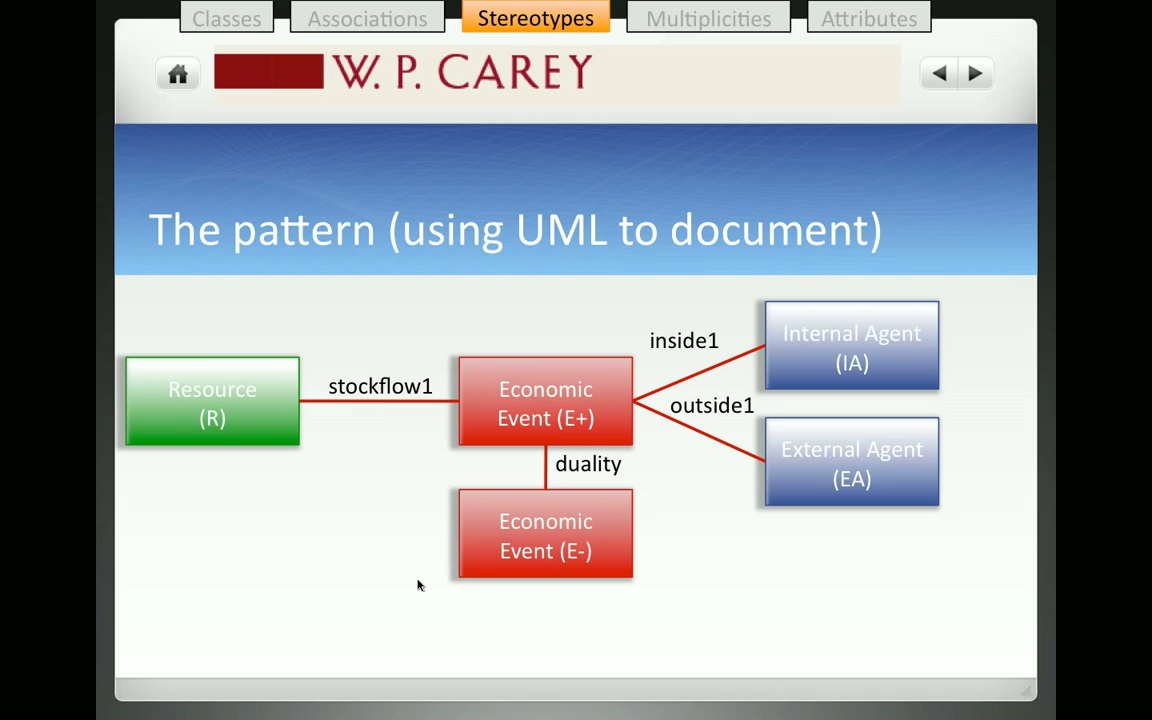 Classes
Associations
Stereotypes
Multiplicities
Attributes
W. P. CAREY
The pattern (using UML to document)
Resource
(R)
stockflow1
Economic
Event (E+)
inside1
Internal Agent
(IA)
outside1
External Agent
(EA)
duality
Economic
Event (E-)